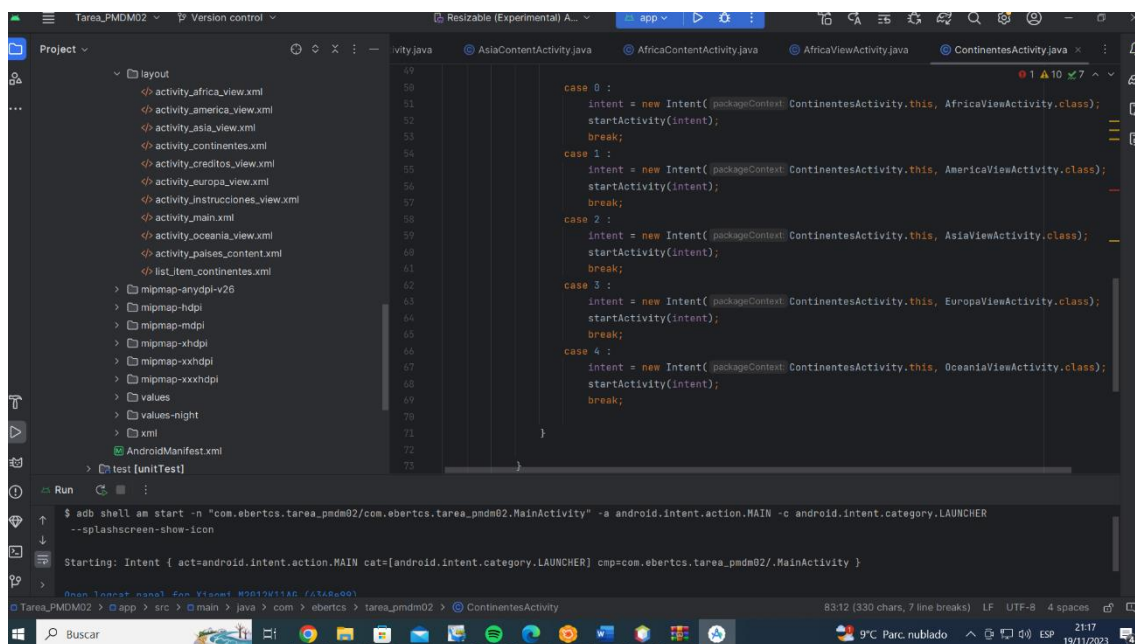 Tarea_PMDM02 Version control Resizable (Experimental) A... app
Project ivity.java AsiaContentActivity.java AfricaContentActivity.java AfricaViewActivity.java ContinentesActivity.java
layout
activity_africa_view.xml
activity_america_view.xml
activity_asia_view.xml
activity_continentes.xml
activity_creditos_view.xml
activity_europa_view.xml
activity_instrucciones_view.xml
activity_main.xml
activity_oceania_view.xml
activity_paises_content.xml
list_item_continentes.xml
mipmap-anydpi-v26
mipmap-hdpi
mipmap-mdpi
mipmap-xhdpi
mipmap-xxhdpi
mipmap-xxxhdpi
values
values-night
xml
AndroidManifest.xml
test [unitTest]
1 10 7
49
50 case 0 :
51 intent = new Intent( packageContext: ContinentesActivity.this, AfricaViewActivity.class);
52 startActivity(intent);
53 break;
54 case 1 :
55 intent = new Intent( packageContext: ContinentesActivity.this, AmericaViewActivity.class);
56 startActivity(intent);
57 break;
58 case 2 :
59 intent = new Intent( packageContext: ContinentesActivity.this, AsiaViewActivity.class);
60 startActivity(intent);
61 break;
62 case 3 :
63 intent = new Intent( packageContext: ContinentesActivity.this, EuropaViewActivity.class);
64 startActivity(intent);
65 break;
66 case 4 :
67 intent = new Intent( packageContext: ContinentesActivity.this, OceaniaViewActivity.class);
68 startActivity(intent);
69 break;
70
71 }
72
73 }
Run
$ adb shell am start -n "com.ebertcs.tarea_pmdm02/com.ebertcs.tarea_pmdm02.MainActivity" -a android.intent.action.MAIN -c android.intent.category.LAUNCHER
--splashscreen-show-icon
Starting: Intent { act=android.intent.action.MAIN cat=[android.intent.category.LAUNCHER] cmp=com.ebertcs.tarea_pmdm02/.MainActivity }
Open logcat panel for Xiaomi
Tarea_PMDM02 > app > src > main > java > com > ebertcs > tarea_pmdm02 > ContinentesActivity 83:12 (330 chars, 7 line breaks) LF UTF-8 4 spaces
Buscar 9°C Parc. nublado ESP 21:17
19/11/2023